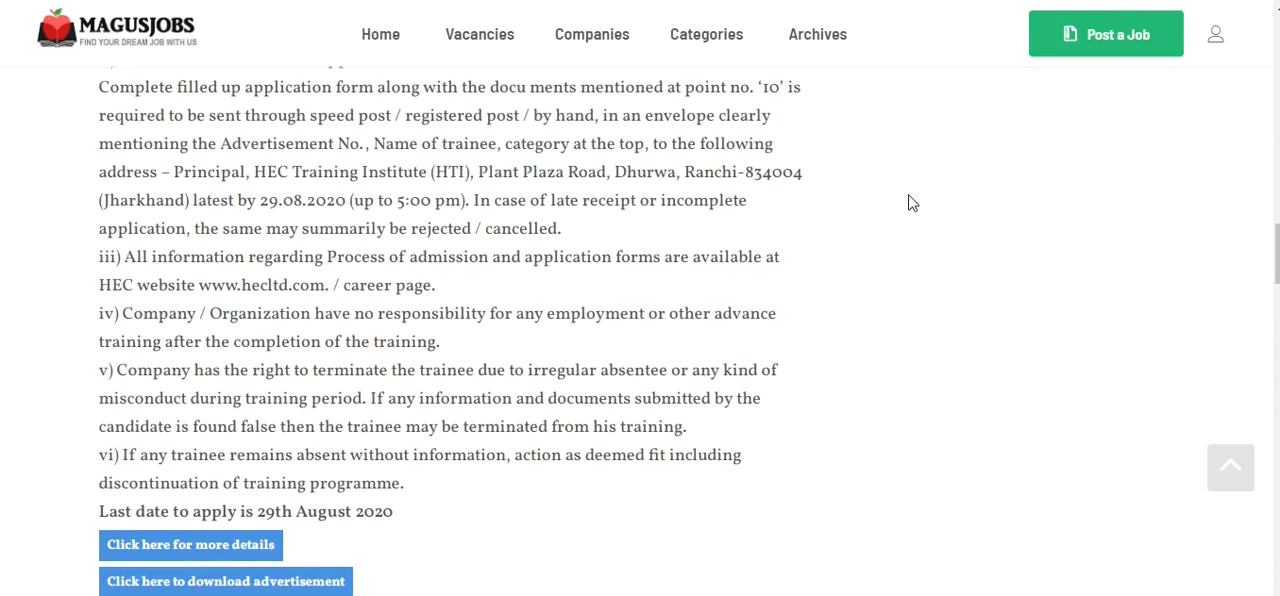 MAGUSJOBS
FIND YOUR DREAM JOB WITH US
Home
Vacancies
Companies
Categories
Archives
Post a Job
Complete filled up application form along with the docu ments mentioned at point no. ‘10’ is
required to be sent through speed post / registered post / by hand, in an envelope clearly
mentioning the Advertisement No., Name of trainee, category at the top, to the following
address – Principal, HEC Training Institute (HTI), Plant Plaza Road, Dhurwa, Ranchi-834004
(Jharkhand) latest by 29.08.2020 (up to 5:00 pm). In case of late receipt or incomplete
application, the same may summarily be rejected / cancelled.
iii) All information regarding Process of admission and application forms are available at
HEC website www.hecltd.com. / career page.
iv) Company / Organization have no responsibility for any employment or other advance
training after the completion of the training.
v) Company has the right to terminate the trainee due to irregular absentee or any kind of
misconduct during training period. If any information and documents submitted by the
candidate is found false then the trainee may be terminated from his training.
vi) If any trainee remains absent without information, action as deemed fit including
discontinuation of training programme.
Last date to apply is 29th August 2020
Click here for more details
Click here to download advertisement